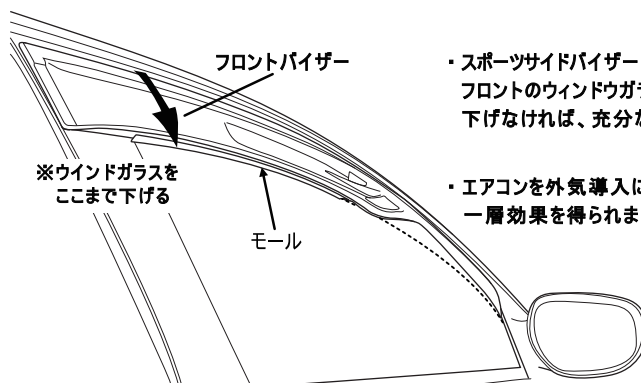 フロントバイザー
※ウインドガラスを
ここまで下げる
モール
・スポーツサイドバイザー
フロントのウィンドウガラ
下げなければ、充分な
・エアコンを外気導入に
一層効果を得られま